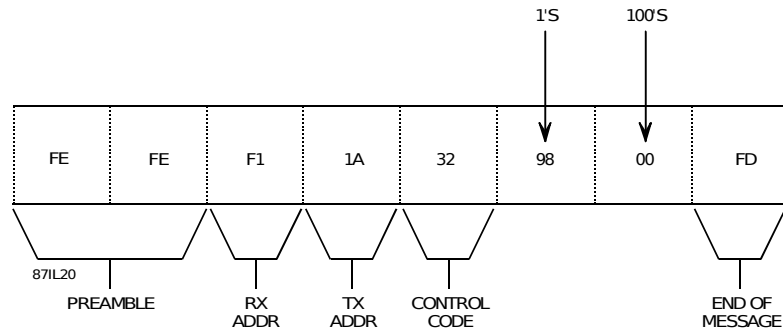 1'S 100'S
FE FE F1 1A 32 98 00 FD
87IL20
PREAMBLE RX ADDR TX ADDR CONTROL CODE END OF MESSAGE